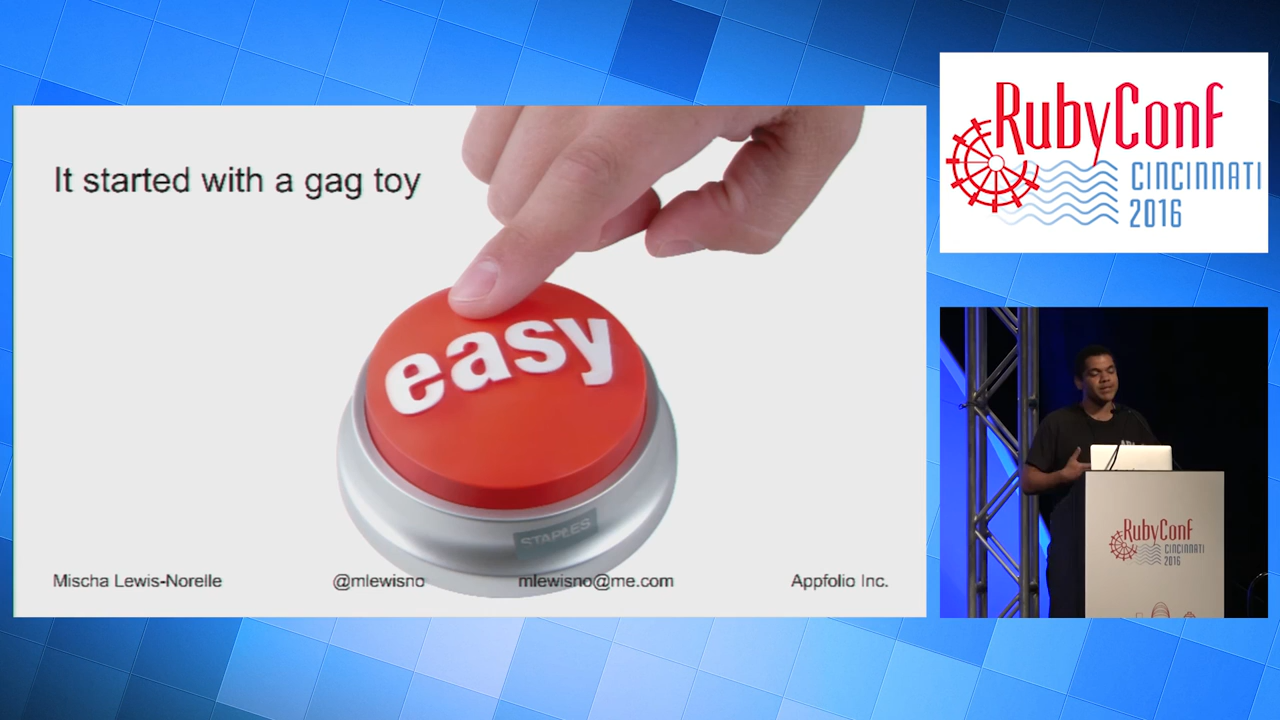 It started with a gag toy
easy
STAPLES
Mischa Lewis-Norelle @mlewisno mlewisno@me.com Appfolio Inc.
RubyConf
CINCINNATI
2016
RubyConf
CINCINNATI
2016